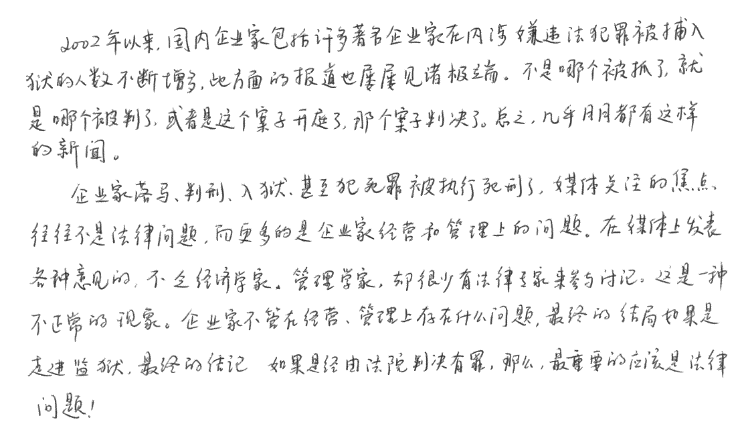 2002年以来,国内企业家包括许多著名企业家在内涉嫌违法犯罪被捕入
狱的人数不断增多,此方面的报道也屡屡见诸极端。不是哪个被抓了,就
是哪个被判了,或者是这个案子开庭了,那个案子判决了。总之,几乎月月都有这样
的新闻。
企业家落马、判刑、入狱、甚至犯死罪被执行死刑了,媒体关注的焦点、
往往不是法律问题,而更多的是企业家经营和管理上的问题。在媒体上发表
各种意见的,不乏经济学家。管理学家,却很少有法律专家来参与讨论。这是一种
不正常的现象。企业家不管在经营、管理上存在什么问题,最终的结局如果是
走进监狱,最终的结论 如果是经由法院判决有罪,那么,最重要的应该是法律
问题!